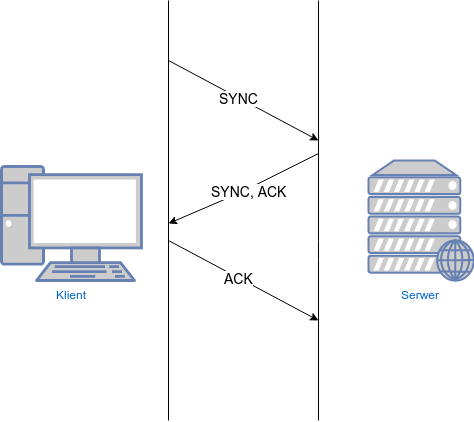 SYNC
SYNC, ACK
ACK
Klient
Serwer